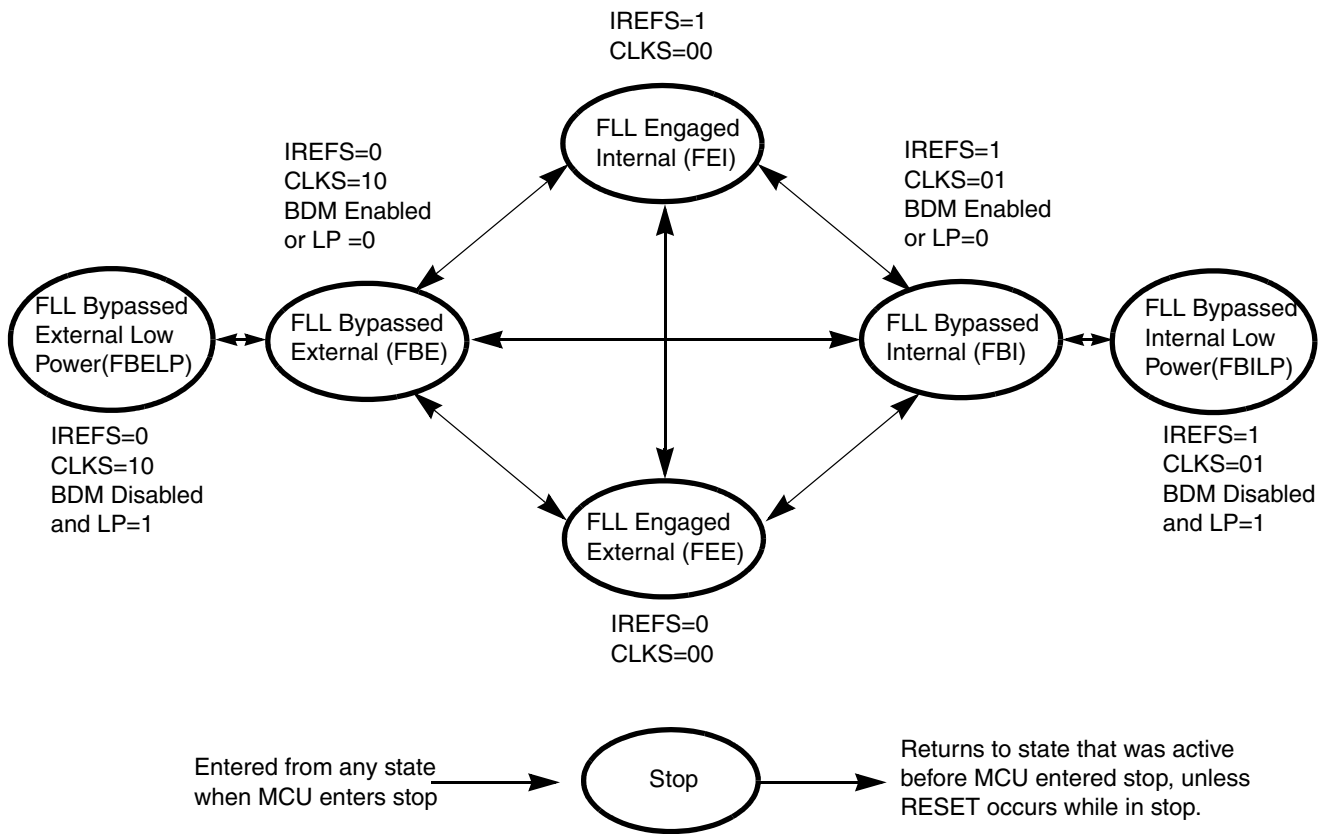 IREFS=1
CLKS=00
FLL Engaged
Internal (FEI)
IREFS=0
CLKS=10
BDM Enabled
or LP =0
IREFS=1
CLKS=01
BDM Enabled
or LP=0
FLL Bypassed
External Low
Power(FBELP)
FLL Bypassed
External (FBE)
FLL Bypassed
Internal (FBI)
FLL Bypassed
Internal Low
Power(FBILP)
IREFS=0
CLKS=10
BDM Disabled
and LP=1
IREFS=1
CLKS=01
BDM Disabled
and LP=1
FLL Engaged
External (FEE)
IREFS=0
CLKS=00
Entered from any state
when MCU enters stop
Stop
Returns to state that was active
before MCU entered stop, unless
RESET occurs while in stop.